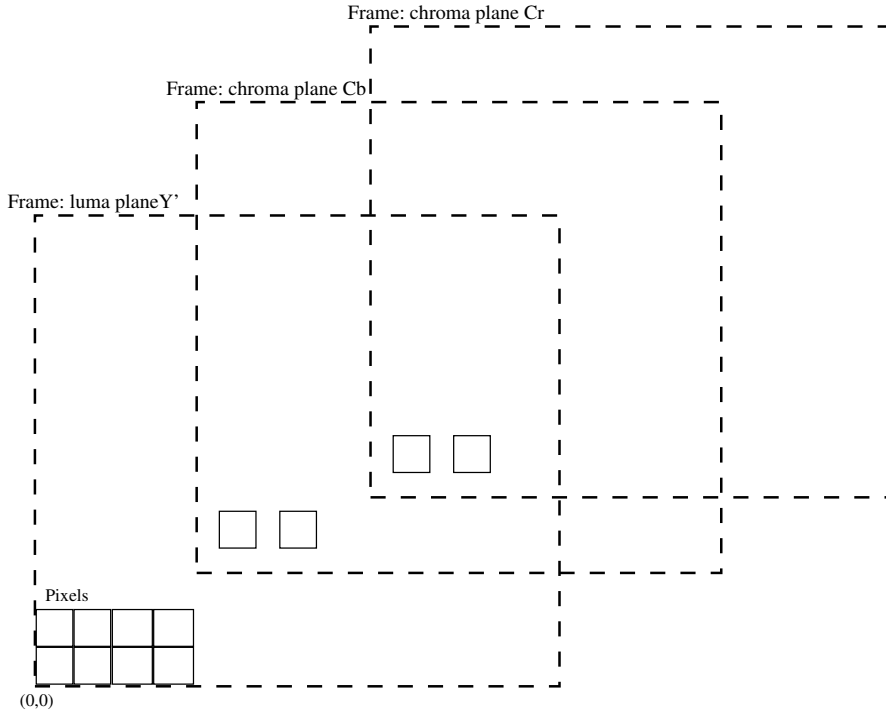 Frame: chroma plane Cr
Frame: chroma plane Cb
Frame: luma planeY’
Pixels
(0,0)